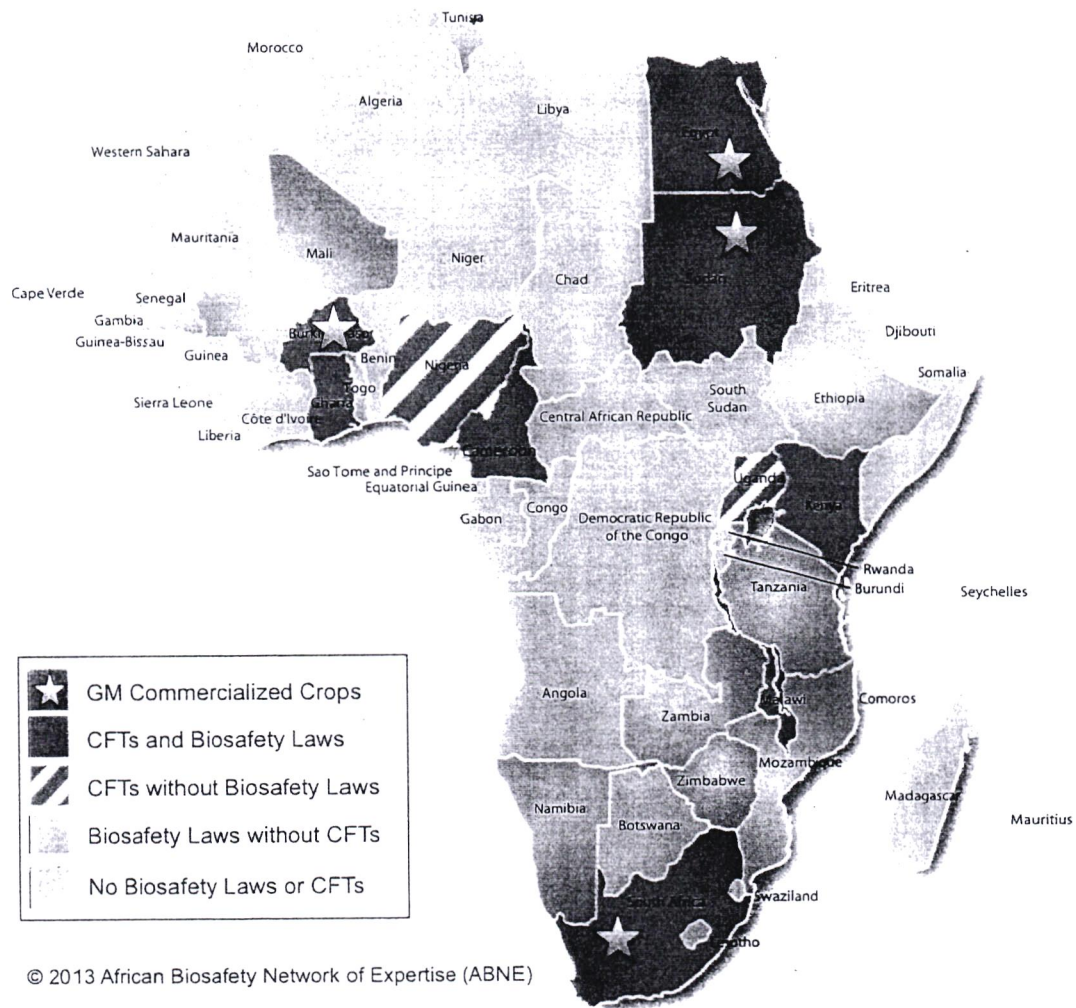 Tunisia
Morocco
Algeria
Libya
Egypt
Western Sahara
Mauritania
Mali
Niger
Chad
Sudan
Eritrea
Cape Verde
Senegal
Gambia
Guinea-Bissau
Guinea
Burkina Faso
Benin
Nigeria
Djibouti
Somalia
Togo
Ghana
Sierra Leone
Côte d'Ivoire
Liberia
Central African Republic
South
Sudan
Ethiopia
Cameroon
Sao Tome and Principe
Equatorial Guinea
Uganda
Kenya
Gabon
Congo
Democratic Republic
of the Congo
Rwanda
Burundi
Tanzania
Seychelles
Angola
Zambia
Malawi
Comoros
Mozambique
Zimbabwe
Namibia
Botswana
Madagascar
Mauritius
South Africa
Swaziland
Lesotho
GM Commercialized Crops
CFTs and Biosafety Laws
CFTs without Biosafety Laws
Biosafety Laws without CFTs
No Biosafety Laws or CFTs
© 2013 African Biosafety Network of Expertise (ABNE)